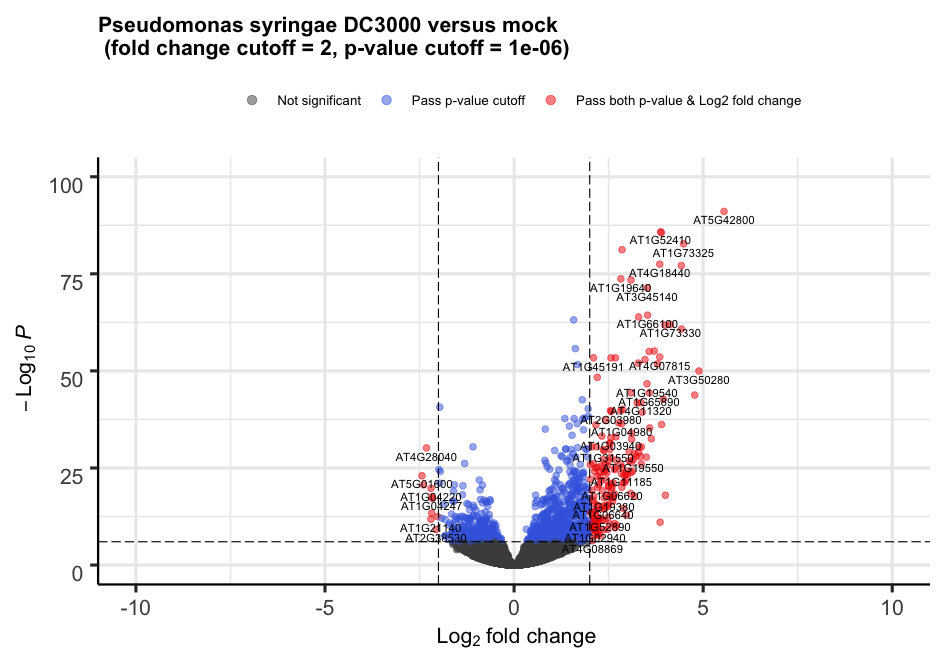 Pseudomonas syringae DC3000 versus mock
(fold change cutoff = 2, p-value cutoff = 1e-06)
Not significant
Pass p-value cutoff
Pass both p-value & Log2 fold change
100
75
50
25
0
− Log10 P
AT5G42800
AT1G52410
AT1G73325
AT4G18440
AT1G19640
AT3G45140
AT1G66100
AT1G73330
AT1G45191
AT4G07815
AT3G50280
AT1G19540
AT1G65890
AT4G11320
AT2G03980
AT1G04980
AT1G03940
AT1G31550
AT1G19550
AT1G11185
AT1G06620
AT1G19380
AT1G06640
AT1G52890
AT1G02940
AT4G08869
AT4G28040
AT5G01600
AT1G04220
AT1G04247
AT1G21140
AT2G38530
-10
-5
0
5
10
Log2 fold change